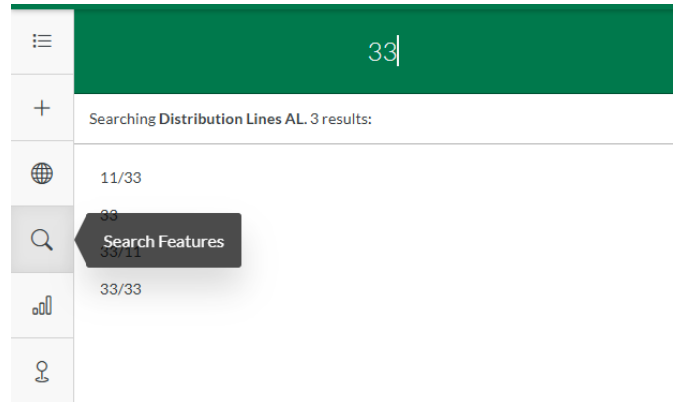 33
Searching Distribution Lines AL. 3 results:
11/33
33
Search Features
33/11
33/33